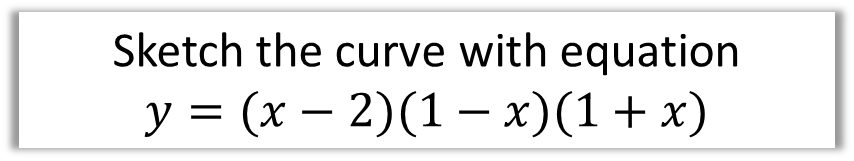 Sketch the curve with equation
𝑦 = (𝑥 − 2)(1 − 𝑥)(1 + 𝑥)